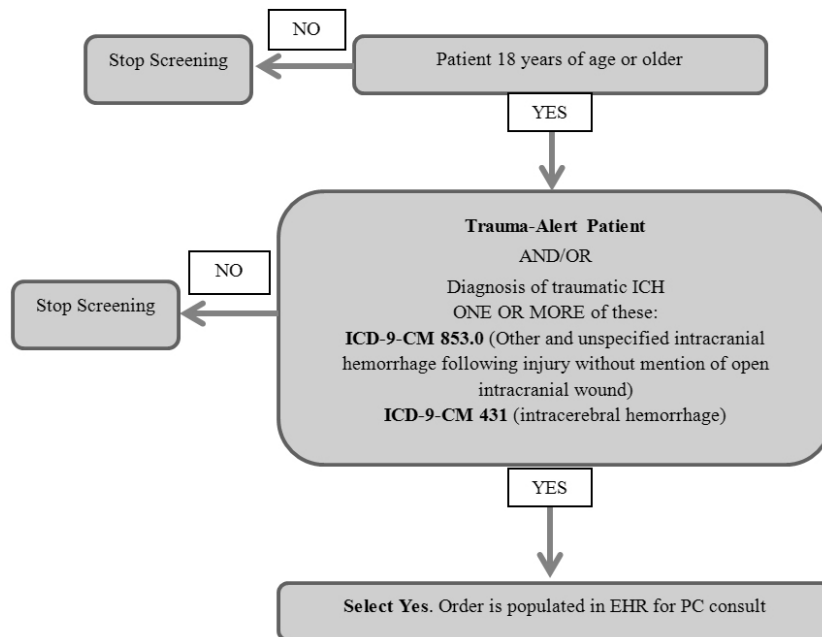 NO
Stop Screening
Patient 18 years of age or older
YES
Trauma-Alert Patient
AND/OR
Diagnosis of traumatic ICH
ONE OR MORE of these:
ICD-9-CM 853.0 (Other and unspecified intracranial
hemorrhage following injury without mention of open
intracranial wound)
ICD-9-CM 431 (intracerebral hemorrhage)
NO
Stop Screening
YES
Select Yes. Order is populated in EHR for PC consult